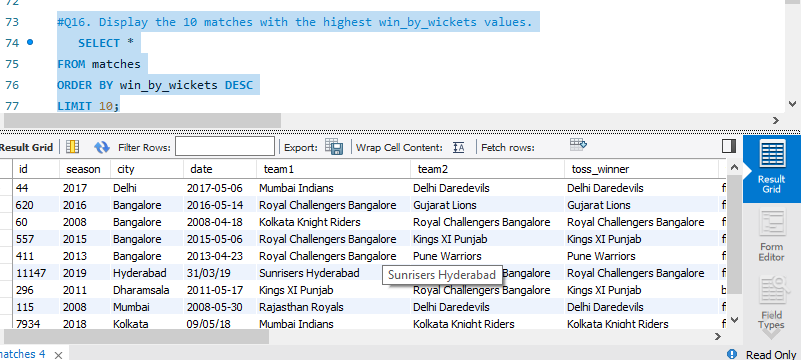 72
73 #Q16. Display the 10 matches with the highest win_by_wickets values.
74 SELECT *
75 FROM matches
76 ORDER BY win_by_wickets DESC
77 LIMIT 10;
Result Grid Filter Rows: Export: Wrap Cell Content: Fetch rows:
id season city date team1 team2 toss_winner
44 2017 Delhi 2017-05-06 Mumbai Indians Delhi Daredevils Delhi Daredevils f
620 2016 Bangalore 2016-05-14 Royal Challengers Bangalore Gujarat Lions Gujarat Lions f
60 2008 Bangalore 2008-04-18 Kolkata Knight Riders Royal Challengers Bangalore Royal Challengers Bangalore f
557 2015 Bangalore 2015-05-06 Royal Challengers Bangalore Kings XI Punjab Kings XI Punjab f
411 2013 Bangalore 2013-04-23 Royal Challengers Bangalore Pune Warriors Pune Warriors f
11147 2019 Hyderabad 31/03/19 Sunrisers Hyderabad Sunrisers Hyderabad Bangalore Royal Challengers Bangalore f
296 2011 Dharamsala 2011-05-17 Kings XI Punjab Royal Challengers Bangalore Kings XI Punjab b
115 2008 Mumbai 2008-05-30 Rajasthan Royals Delhi Daredevils Delhi Daredevils f
7934 2018 Kolkata 09/05/18 Mumbai Indians Kolkata Knight Riders Kolkata Knight Riders f
Result
Grid
Form
Editor
Field
Types
matches 4 x Read Only